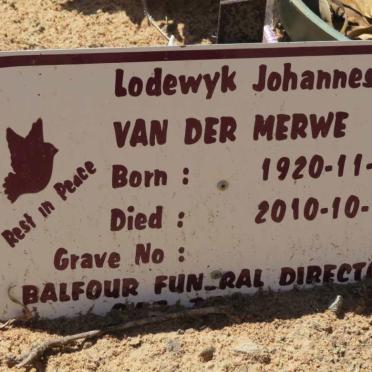 Lodewyk Johannes
VAN DER MERWE
Rest in Peace
Born : 1920-11-
Died : 2010-10-
Grave No :
BALFOUR FUN RAL DIRECTO